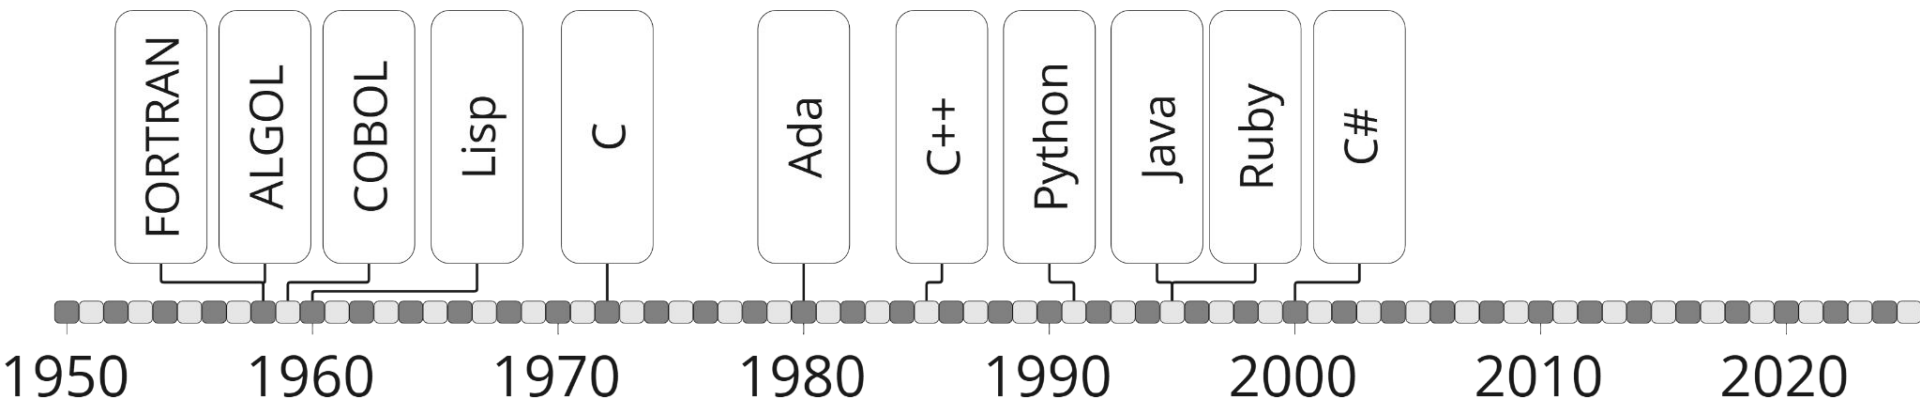 FORTRAN
ALGOL
COBOL
Lisp
C
Ada
C++
Python
Java
Ruby
C#
1950 1960 1970 1980 1990 2000 2010 2020